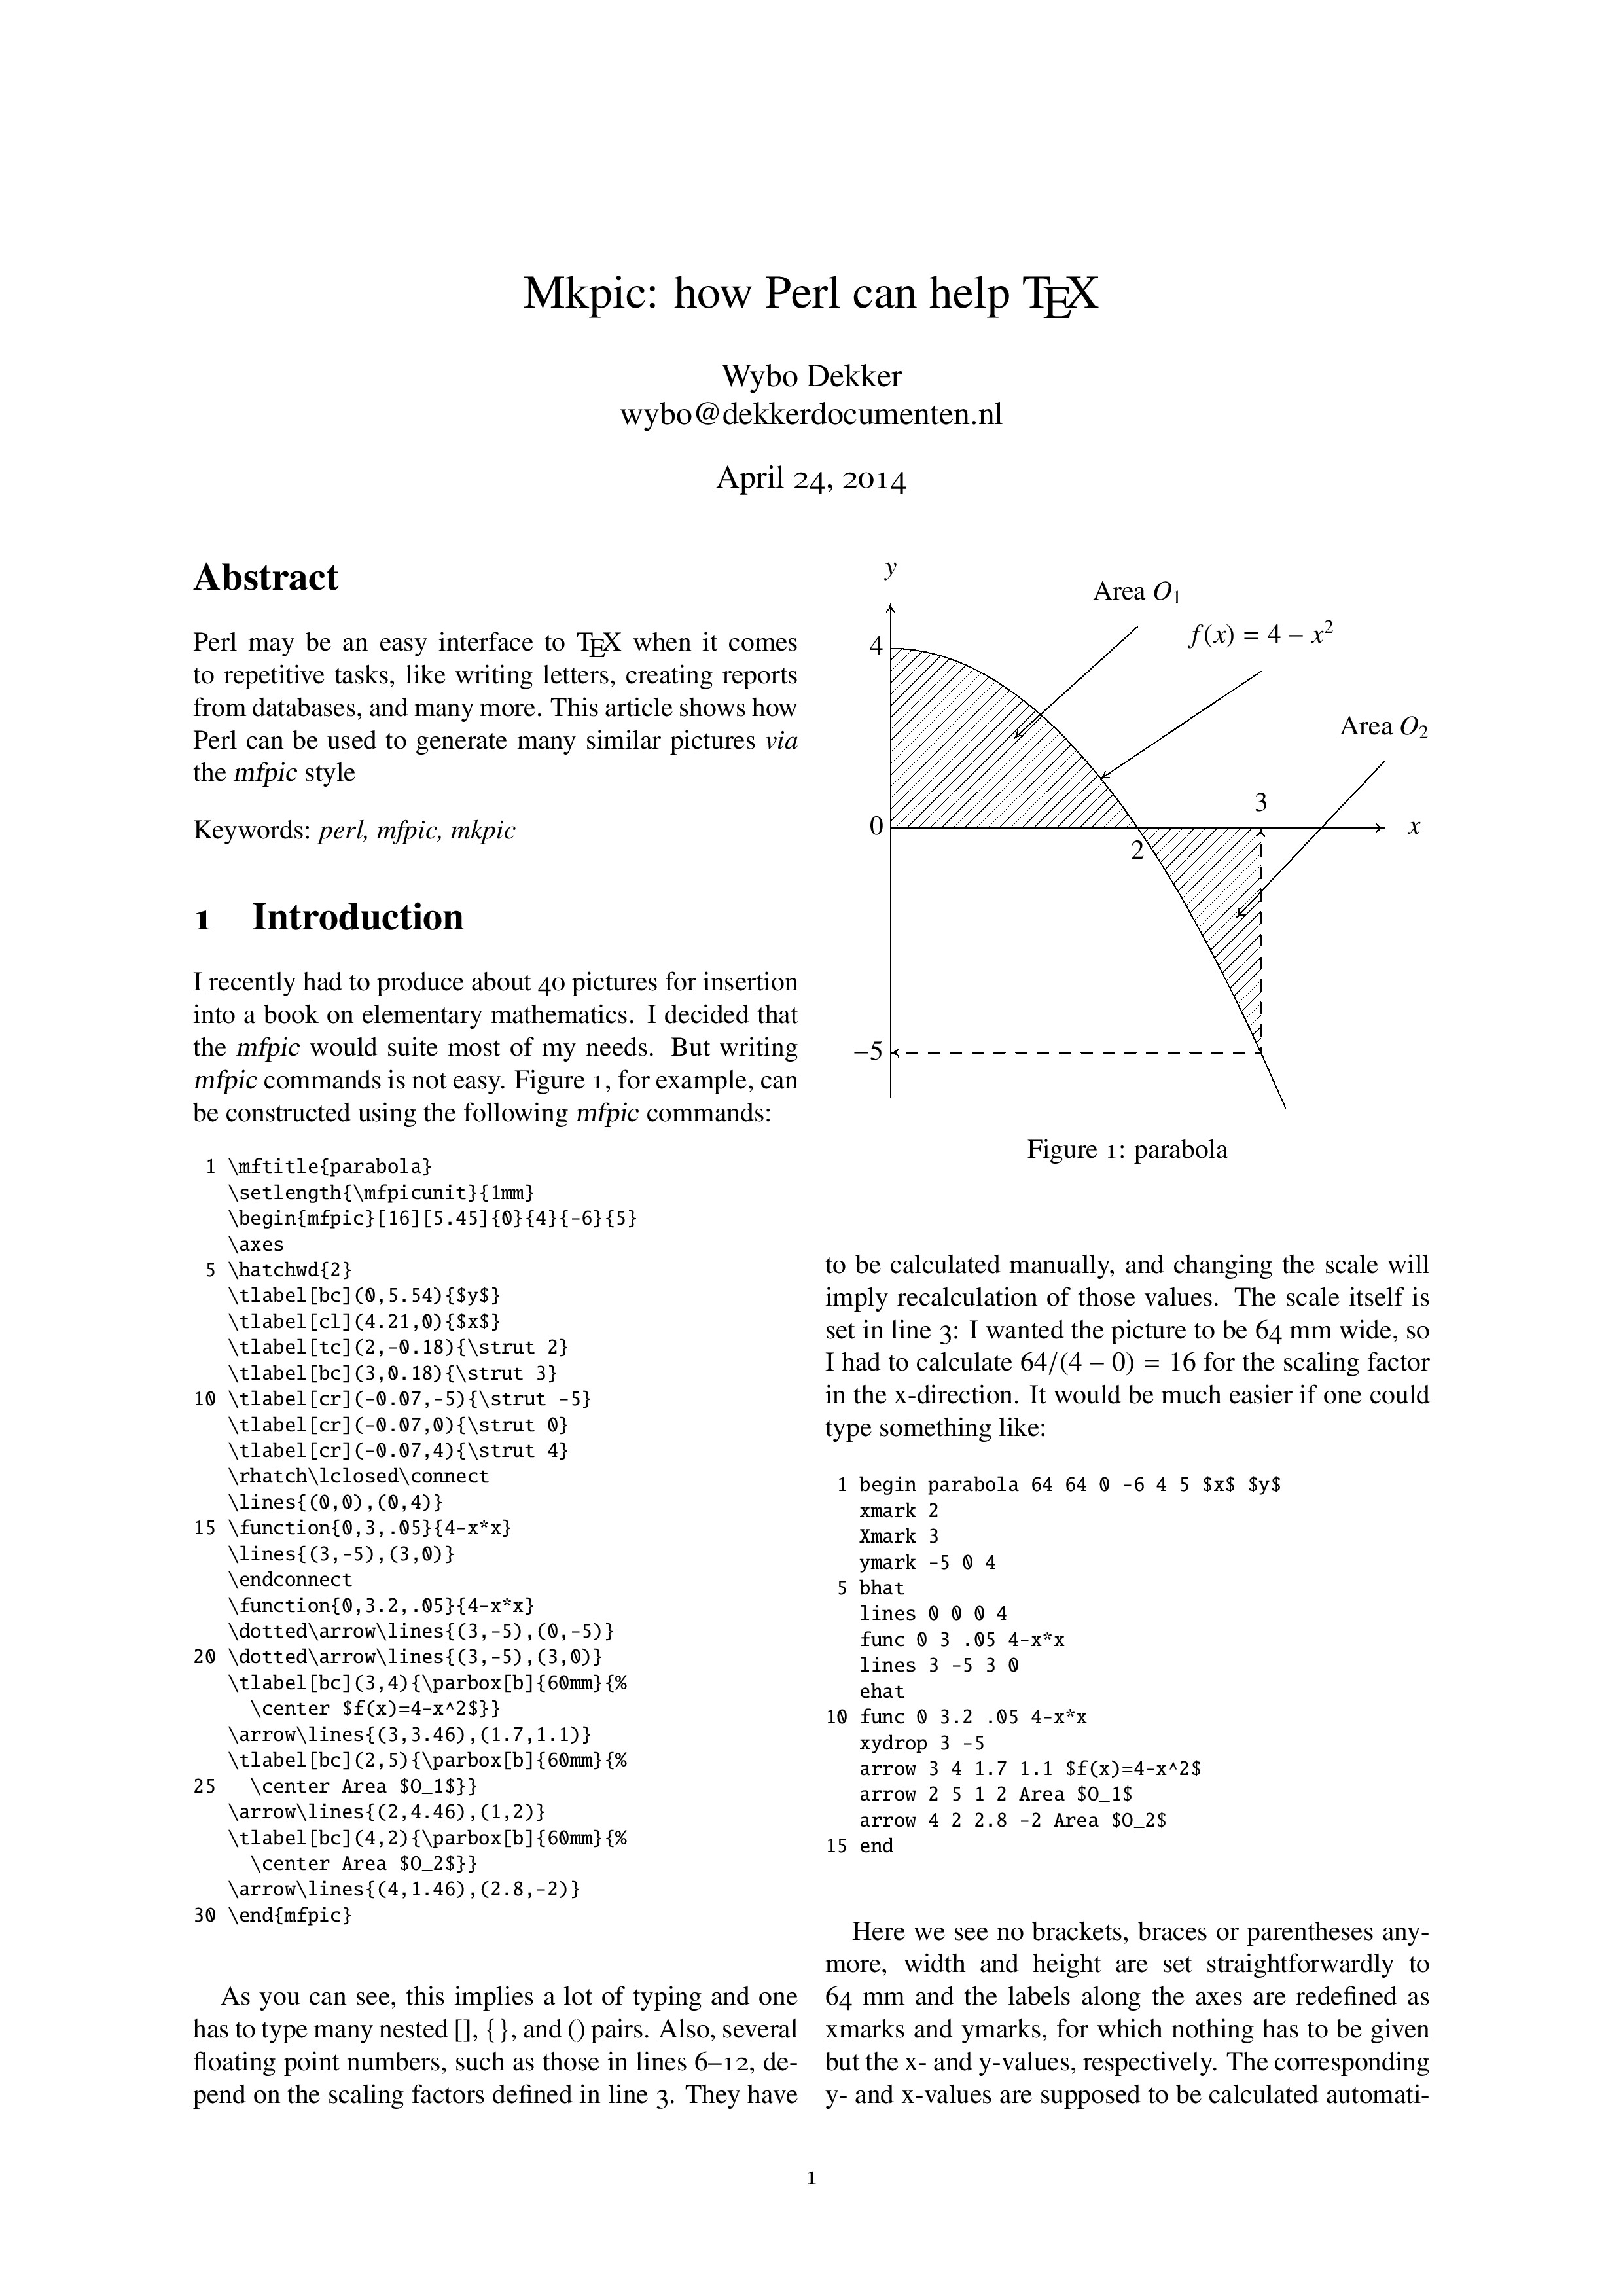 Mkpic: how Perl can help TEX
Wybo Dekker
wybo@dekkerdocumenten.nl
April 24, 2014
Abstract
Perl may be an easy interface to TEX when it comes
to repetitive tasks, like writing letters, creating reports
from databases, and many more. This article shows how
Perl can be used to generate many similar pictures via
the mfpic style
Keywords: perl, mfpic, mkpic
1 Introduction
I recently had to produce about 40 pictures for insertion
into a book on elementary mathematics. I decided that
the mfpic would suite most of my needs. But writing
mfpic commands is not easy. Figure 1, for example, can
be constructed using the following mfpic commands:
1 \mftitle{parabola}
\setlength{\mfpicunit}{1mm}
\begin{mfpic}[16][5.45]{0}{4}{-6}{5}
\axes
5 \hatchwd{2}
\tlabel[bc](0,5.54){$y$}
\tlabel[cl](4.21,0){$x$}
\tlabel[tc](2,-0.18){\strut 2}
\tlabel[bc](3,0.18){\strut 3}
10 \tlabel[cr](-0.07,-5){\strut -5}
\tlabel[cr](-0.07,0){\strut 0}
\tlabel[cr](-0.07,4){\strut 4}
\rhatch\lclosed\connect
\lines{(0,0),(0,4)}
15 \function{0,3,.05}{4-x*x}
\lines{(3,-5),(3,0)}
\endconnect
\function{0,3.2,.05}{4-x*x}
\dotted\arrow\lines{(3,-5),(0,-5)}
20 \dotted\arrow\lines{(3,-5),(3,0)}
\tlabel[bc](3,4){\parbox[b]{60mm}{%
\center $f(x)=4-x^2$}}
\arrow\lines{(3,3.46),(1.7,1.1)}
\tlabel[bc](2,5){\parbox[b]{60mm}{%
25 \center Area $O_1$}}
\arrow\lines{(2,4.46),(1,2)}
\tlabel[bc](4,2){\parbox[b]{60mm}{%
\center Area $O_2$}}
\arrow\lines{(4,1.46),(2.8,-2)}
30 \end{mfpic}
As you can see, this implies a lot of typing and one
has to type many nested [], {}, and () pairs. Also, several
floating point numbers, such as those in lines 6–12, de-
pend on the scaling factors defined in line 3. They have
y
Area O1
f(x) = 4 − x2
4
Area O2
3
0
x
2
−5
Figure 1: parabola
to be calculated manually, and changing the scale will
imply recalculation of those values. The scale itself is
set in line 3: I wanted the picture to be 64 mm wide, so
I had to calculate 64/(4 − 0) = 16 for the scaling factor
in the x-direction. It would be much easier if one could
type something like:
1 begin parabola 64 64 0 -6 4 5 $x$ $y$
xmark 2
Xmark 3
ymark -5 0 4
5 bhat
lines 0 0 0 4
func 0 3 .05 4-x*x
lines 3 -5 3 0
ehat
10 func 0 3.2 .05 4-x*x
xydrop 3 -5
arrow 3 4 1.7 1.1 $f(x)=4-x^2$
arrow 2 5 1 2 Area $O_1$
arrow 4 2 2.8 -2 Area $O_2$
15 end
Here we see no brackets, braces or parentheses any-
more, width and height are set straightforwardly to
64 mm and the labels along the axes are redefined as
xmarks and ymarks, for which nothing has to be given
but the x- and y-values, respectively. The corresponding
y- and x-values are supposed to be calculated automati-
1